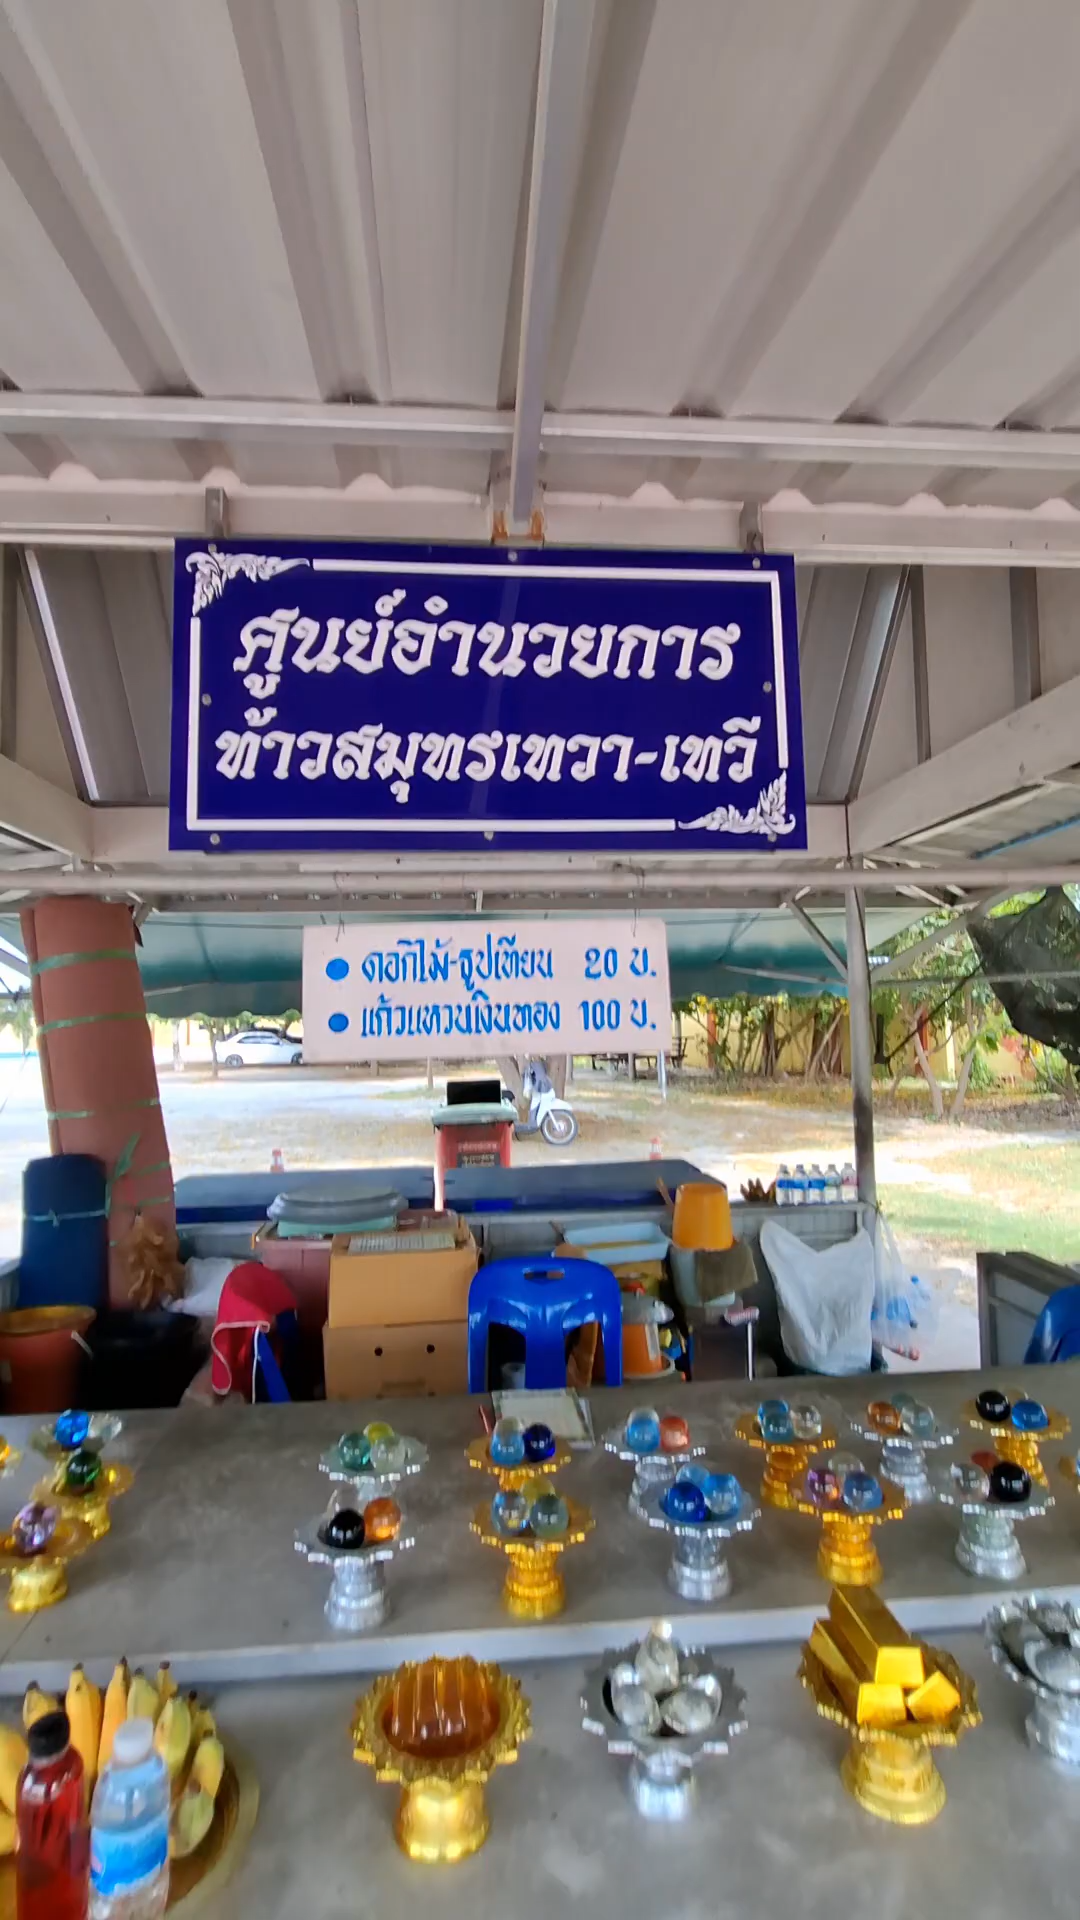 ศูนย์อำนวยการ
ท้าวสมุทรเทวา-เทวี
• ดอกไม้-ธูปเทียน 20 บ.
• แก้วแหวนเงินทอง 100 บ.